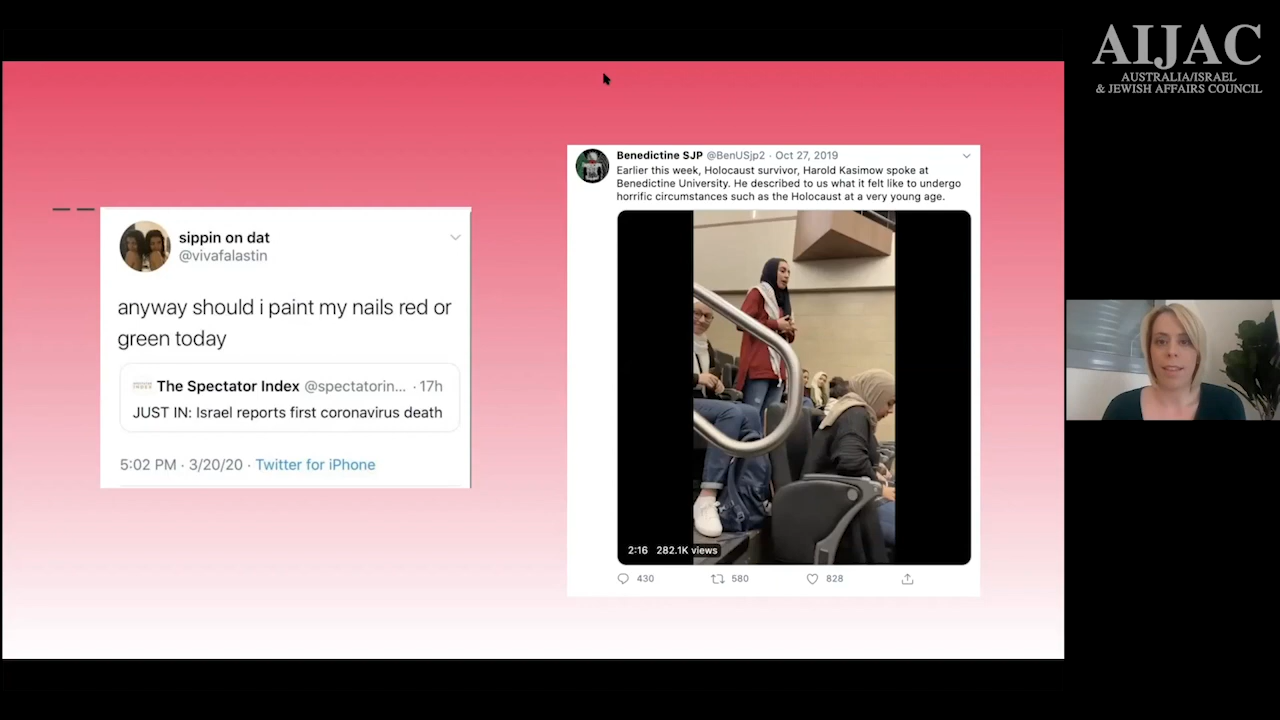 AIJAC
AUSTRALIA/ISRAEL
& JEWISH AFFAIRS COUNCIL
sippin on dat
@vivafalastin
anyway should i paint my nails red or
green today
The Spectator Index @spectatorin... · 17h
JUST IN: Israel reports first coronavirus death
5:02 PM · 3/20/20 · Twitter for iPhone
Benedictine SJP @BenUSjp2 · Oct 27, 2019
Earlier this week, Holocaust survivor, Harold Kasimow spoke at
Benedictine University. He described to us what it felt like to undergo
horrific circumstances such as the Holocaust at a very young age.
2:16 282.1K views
430 580 828